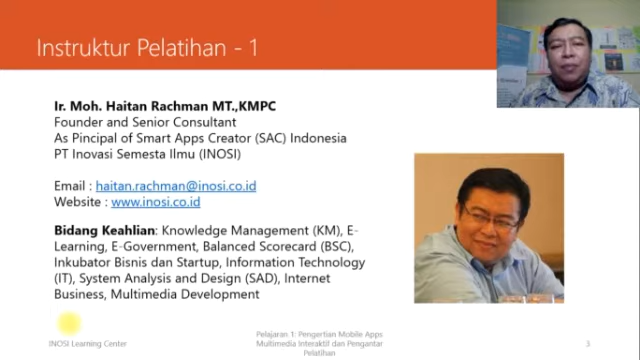 Instruktur Pelatihan - 1
Ir. Moh. Haitan Rachman MT.,KMPC
Founder and Senior Consultant
As Pincipal of Smart Apps Creator (SAC) Indonesia
PT Inovasi Semesta Ilmu (INOSI)
Email : haitan.rachman@inosi.co.id
Website : www.inosi.co.id
Bidang Keahlian: Knowledge Management (KM), E-
Learning, E-Government, Balanced Scorecard (BSC),
Inkubator Bisnis dan Startup, Information Technology
(IT), System Analysis and Design (SAD), Internet
Business, Multimedia Development
INOSI Learning Center
Pelajaran 1: Pengertian Mobile Apps
Multimedia Interaktif dan Pengantar
Pelatihan
3